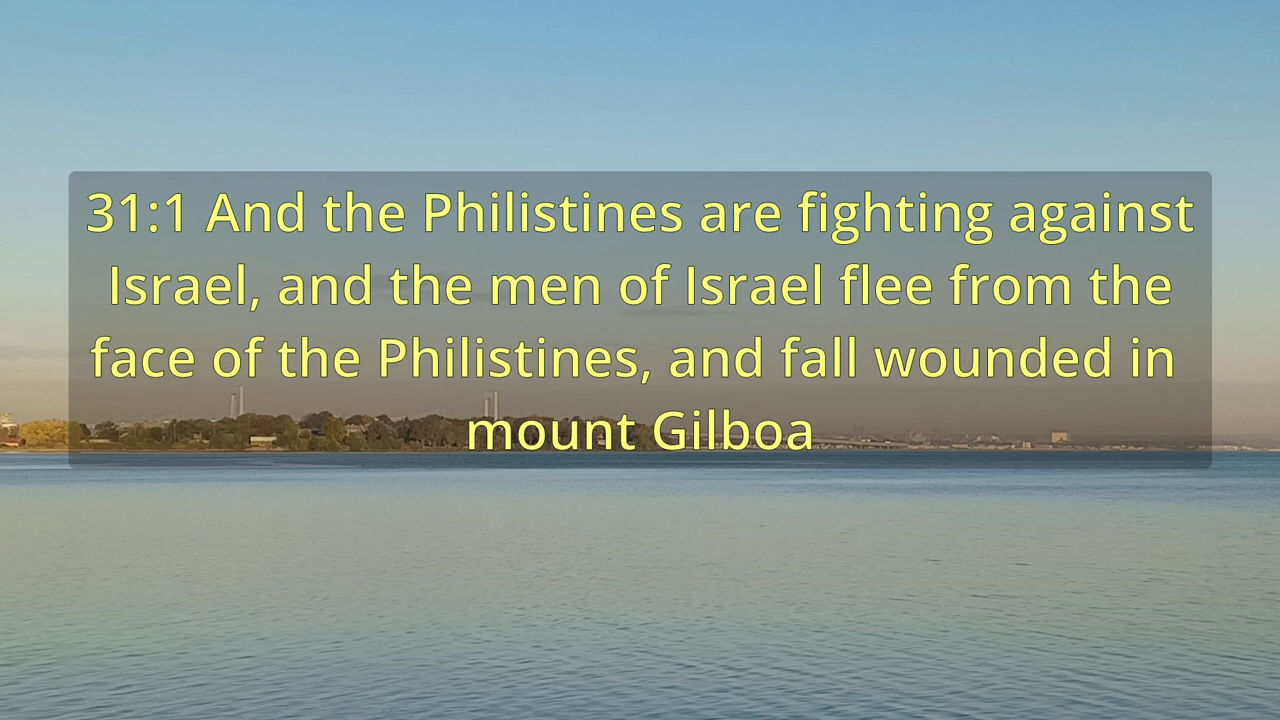 31:1 And the Philistines are fighting against
Israel, and the men of Israel flee from the
face of the Philistines, and fall wounded in
mount Gilboa